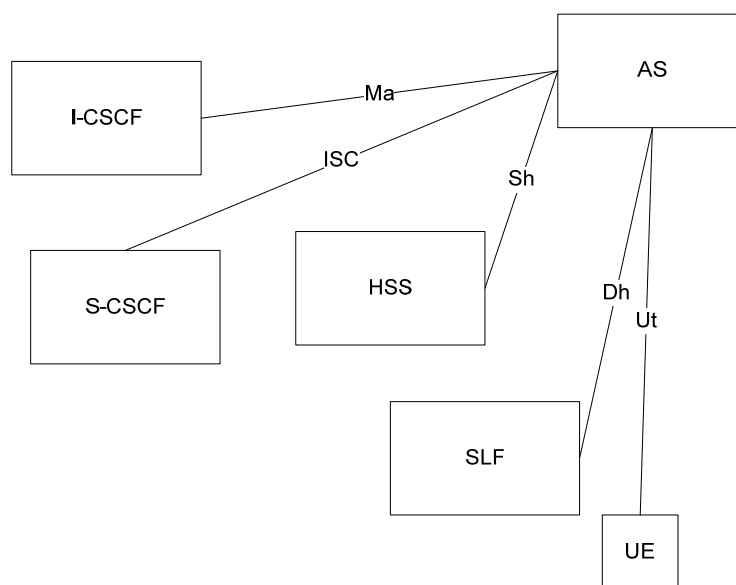 AS
I-CSCF
Ma
ISC
Sh
S-CSCF
HSS
Dh
Ut
SLF
UE